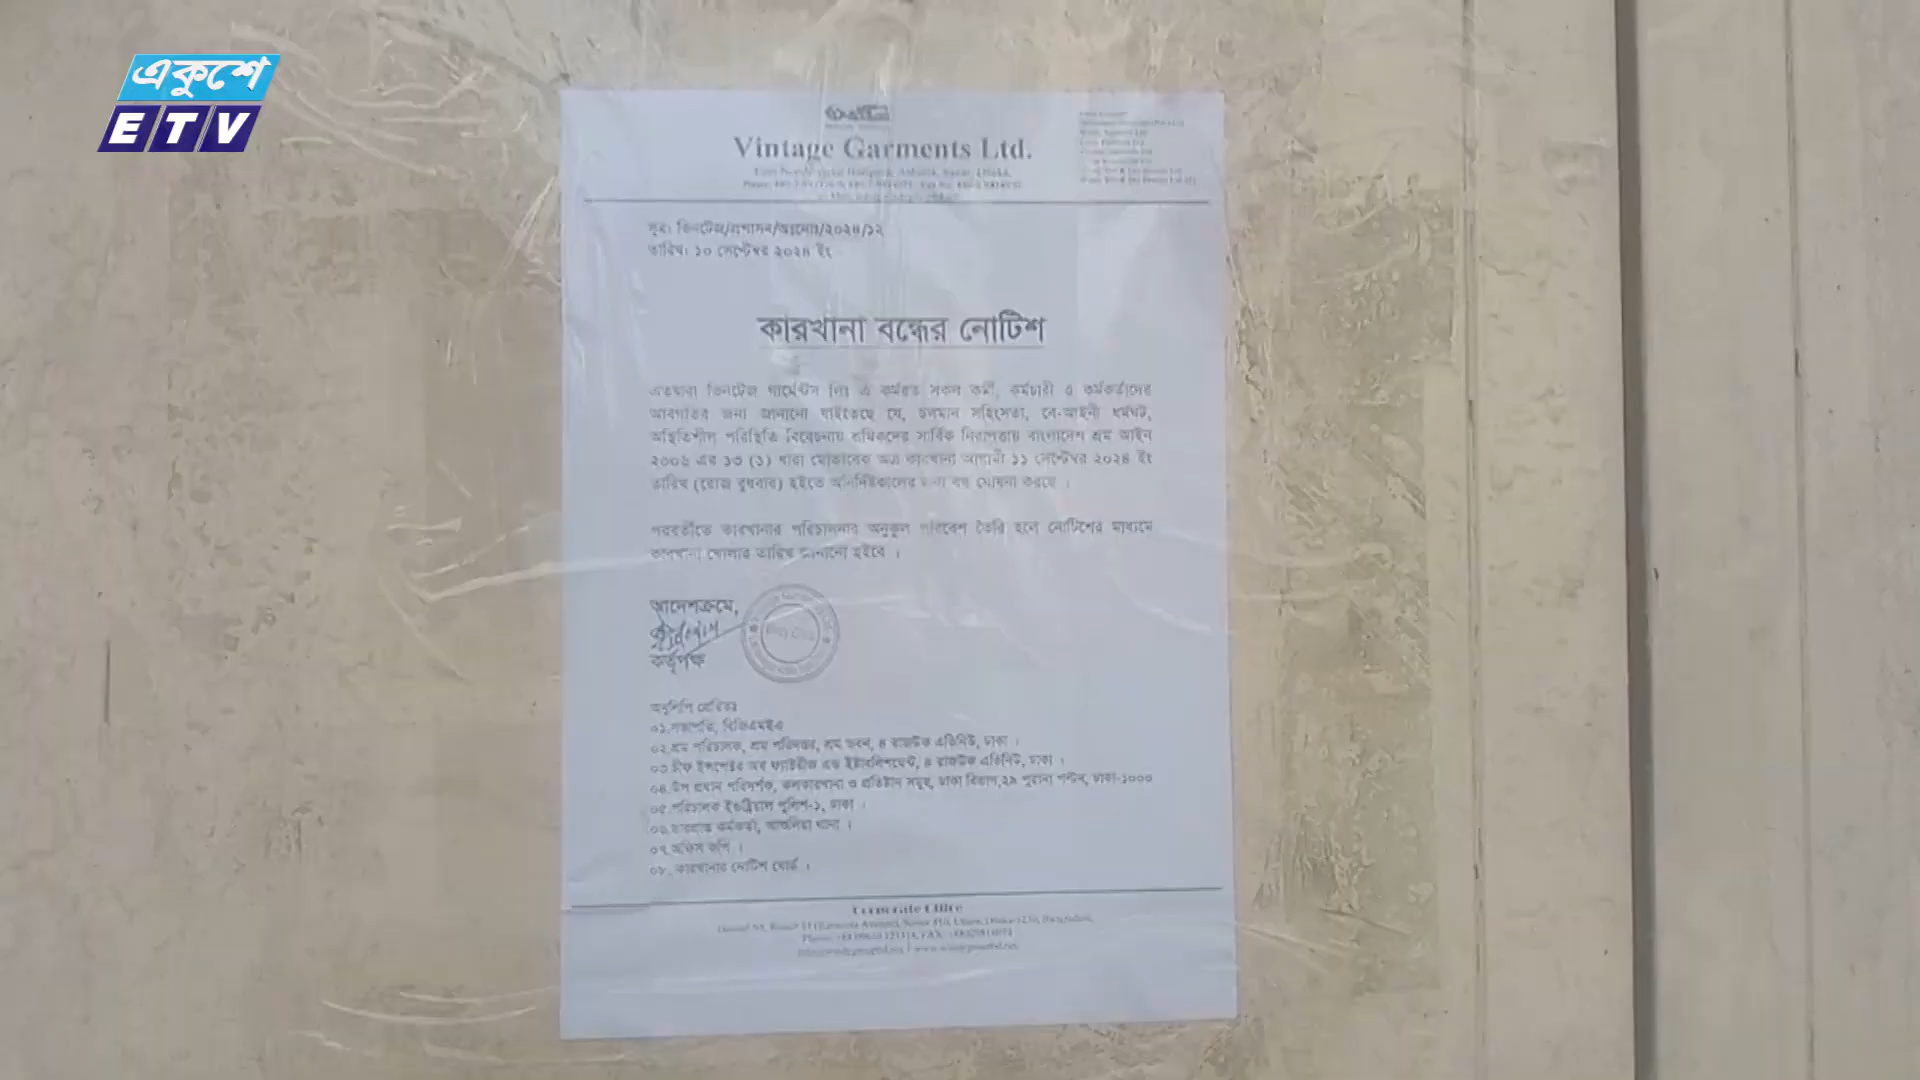 একুশে
ETV
Vintage Garments Ltd.
সূত্র: ভিনটেজ/প্রশাসন/অন্যান্য/২০২৪/১২
তারিখ: ১০ সেপ্টেম্বর ২০২৪ ইং
কারখানা বন্ধের নোটিশ
এতদ্বারা ভিনটেজ গার্মেন্টস লিঃ এ কর্মরত সকল কর্মী, কর্মচারী ও কর্মকর্তাদের
অবগতির জন্য জানানো যাইতেছে যে, চলমান সহিংসতা, বে-আইনী ধর্মঘট,
অস্থিতিশীল পরিস্থিতি বিবেচনায় শ্রমিকদের সার্বিক নিরাপত্তায় বাংলাদেশ শ্রম আইন
২০০৬ এর ১৩ (১) ধারা মোতাবেক অত্র কারখানা আগামী ১১ সেপ্টেম্বর ২০২৪ ইং
তারিখ (রোজ বুধবার) হইতে অনির্দিষ্টকালের জন্য বন্ধ ঘোষনা করছে ।
পরবর্তীতে কারখানার পরিচালনার অনুকুল পরিবেশ তৈরি হলে নোটিশের মাধ্যমে
কারখানা খোলার তারিখ জানানো হইবে ।
আদেশক্রমে,
কর্তৃপক্ষ
অনুলিপি প্রেরিতঃ
০১.সভাপতি, বিজিএমইএ
০২.শ্রম পরিচালক, শ্রম পরিদপ্তর, শ্রম ভবন, ৪ রাজউক এভিনিউ, ঢাকা ।
০৩.চীফ ইন্সপেক্টর অব ফ্যাক্টরীজ এন্ড ইষ্টাবলিশমেন্ট, ৪ রাজউক এভিনিউ, ঢাকা ।
০৪.উপ প্রধান পরিদর্শক, কলকারখানা ও প্রতিষ্ঠান সমূহ, ঢাকা বিভাগ,২৯ পুরানা পল্টন, ঢাকা-১০০০
০৫.পরিচালক ইন্ডাষ্ট্রিয়াল পুলিশ-১, ঢাকা ।
০৬.ভারপ্রাপ্ত কর্মকর্তা, আশুলিয়া থানা ।
০৭.অফিস কপি ।
০৮. কারখানার নোটিশ বোর্ড ।
Corporate Office